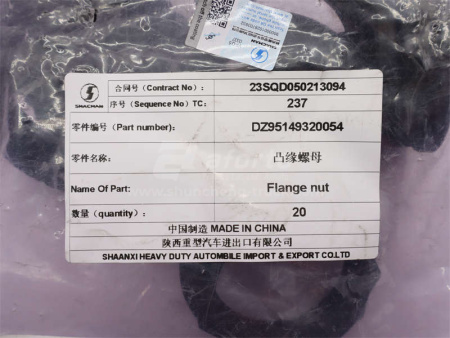 SHACMAN
SHACMAN
合同号（Contract No）：
23SQD050213094
序号（Sequence No）TC：
237
零件编号（Part number）：
DZ95149320054
零件名称：
凸缘螺母
Name Of Part:
Flange nut
数量（quantity）：
20
中国制造 MADE IN CHINA
陕西重型汽车进出口有限公司
SHAANXI HEAVY DUTY AUTOMBILE IMPORT & EXPORT CO.LTD